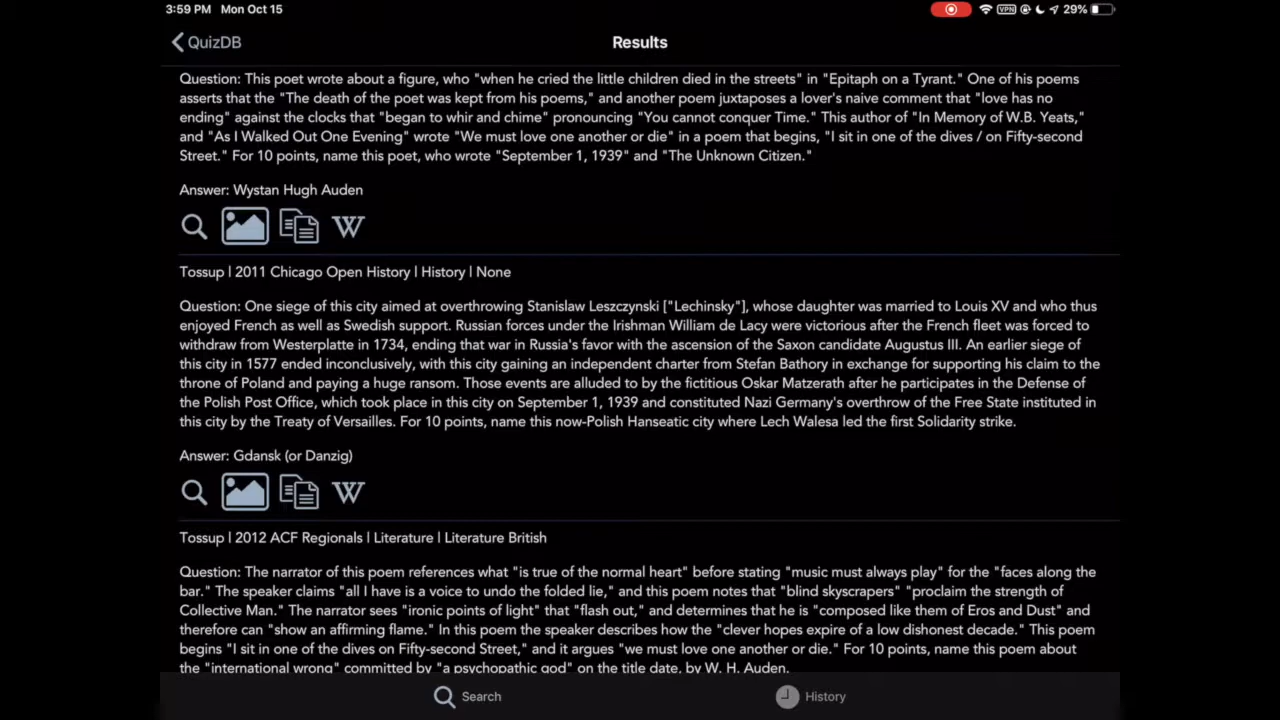 3:59 PM Mon Oct 15
VPN 29%
QuizDB
Results
Question: This poet wrote about a figure, who "when he cried the little children died in the streets" in "Epitaph on a Tyrant." One of his poems
asserts that the "The death of the poet was kept from his poems," and another poem juxtaposes a lover's naive comment that "love has no
ending" against the clocks that "began to whir and chime" pronouncing "You cannot conquer Time." This author of "In Memory of W.B. Yeats,"
and "As I Walked Out One Evening" wrote "We must love one another or die" in a poem that begins, "I sit in one of the dives / on Fifty-second
Street." For 10 points, name this poet, who wrote "September 1, 1939" and "The Unknown Citizen."
Answer: Wystan Hugh Auden
W
Tossup | 2011 Chicago Open History | History | None
Question: One siege of this city aimed at overthrowing Stanislaw Leszczynski ["Lechinsky"], whose daughter was married to Louis XV and who thus
enjoyed French as well as Swedish support. Russian forces under the Irishman William de Lacy were victorious after the French fleet was forced to
withdraw from Westerplatte in 1734, ending that war in Russia's favor with the ascension of the Saxon candidate Augustus III. An earlier siege of
this city in 1577 ended inconclusively, with this city gaining an independent charter from Stefan Bathory in exchange for supporting his claim to the
throne of Poland and paying a huge ransom. Those events are alluded to by the fictitious Oskar Matzerath after he participates in the Defense of
the Polish Post Office, which took place in this city on September 1, 1939 and constituted Nazi Germany's overthrow of the Free State instituted in
this city by the Treaty of Versailles. For 10 points, name this now-Polish Hanseatic city where Lech Walesa led the first Solidarity strike.
Answer: Gdansk (or Danzig)
W
Tossup | 2012 ACF Regionals | Literature | Literature British
Question: The narrator of this poem references what "is true of the normal heart" before stating "music must always play" for the "faces along the
bar." The speaker claims "all I have is a voice to undo the folded lie," and this poem notes that "blind skyscrapers" "proclaim the strength of
Collective Man." The narrator sees "ironic points of light" that "flash out," and determines that he is "composed like them of Eros and Dust" and
therefore can "show an affirming flame." In this poem the speaker describes how the "clever hopes expire of a low dishonest decade." This poem
begins "I sit in one of the dives on Fifty-second Street," and it argues "we must love one another or die." For 10 points, name this poem about
the "international wrong" committed by "a psychopathic god" on the title date, by W. H. Auden.
Search
History